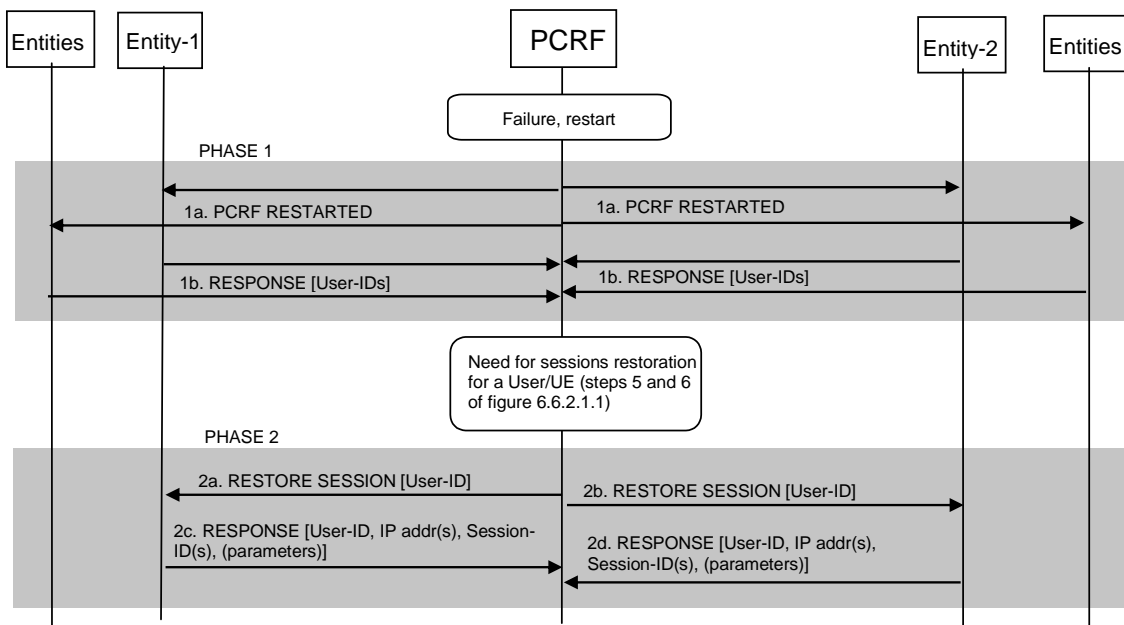 Entities
Entity-1
PCRF
Entity-2
Entities
Failure, restart
PHASE 1
1a. PCRF RESTARTED
1a. PCRF RESTARTED
1b. RESPONSE [User-IDs]
1b. RESPONSE [User-IDs]
Need for sessions restoration
for a User/UE (steps 5 and 6
of figure 6.6.2.1.1)
PHASE 2
2a. RESTORE SESSION [User-ID]
2b. RESTORE SESSION [User-ID]
2c. RESPONSE [User-ID, IP addr(s), Session-
ID(s), (parameters)]
2d. RESPONSE [User-ID, IP addr(s),
Session-ID(s), (parameters)]